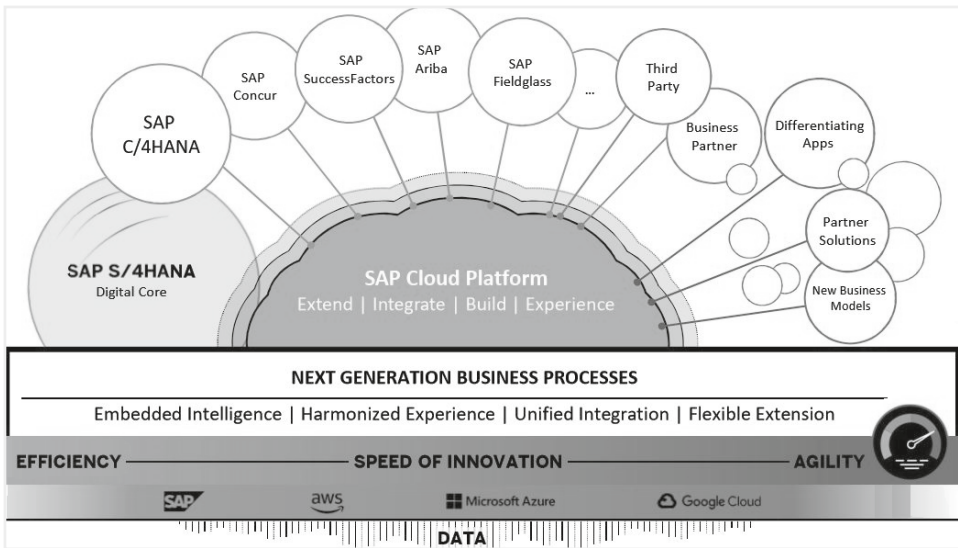 SAP
C/4HANA
SAP
Concur
SAP
SuccessFactors
SAP
Ariba
SAP
Fieldglass
...
Third
Party
Business
Partner
Differentiating
Apps
Partner
Solutions
New Business
Models
SAP S/4HANA
Digital Core
SAP Cloud Platform
Extend | Integrate | Build | Experience
NEXT GENERATION BUSINESS PROCESSES
Embedded Intelligence | Harmonized Experience | Unified Integration | Flexible Extension
EFFICIENCY SPEED OF INNOVATION AGILITY
SAP aws Microsoft Azure Google Cloud
DATA